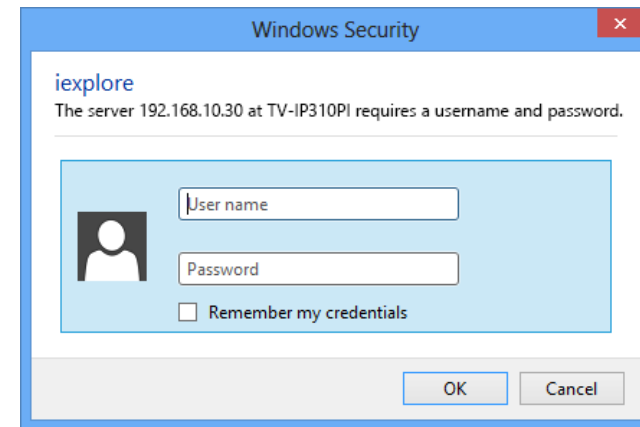 Windows Security
iexplore
The server 192.168.10.30 at TV-IP310PI requires a username and password.
User name
Password
Remember my credentials
OK Cancel